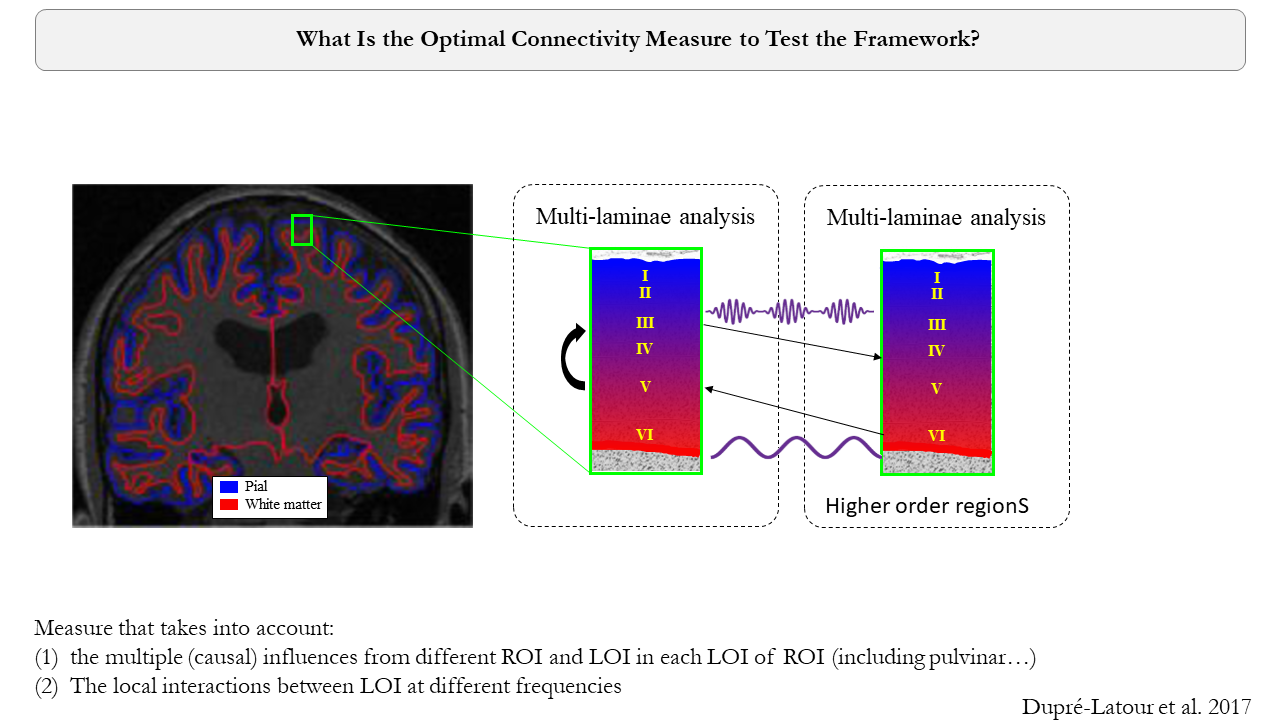 What Is the Optimal Connectivity Measure to Test the Framework?
Multi-laminae analysis
I
II
III
IV
V
VI
Multi-laminae analysis
I
II
III
IV
V
VI
Higher order regionS
Pial
White matter
Measure that takes into account:
(1) the multiple (causal) influences from different ROI and LOI in each LOI of ROI (including pulvinar…)
(2) The local interactions between LOI at different frequencies
Dupré-Latour et al. 2017